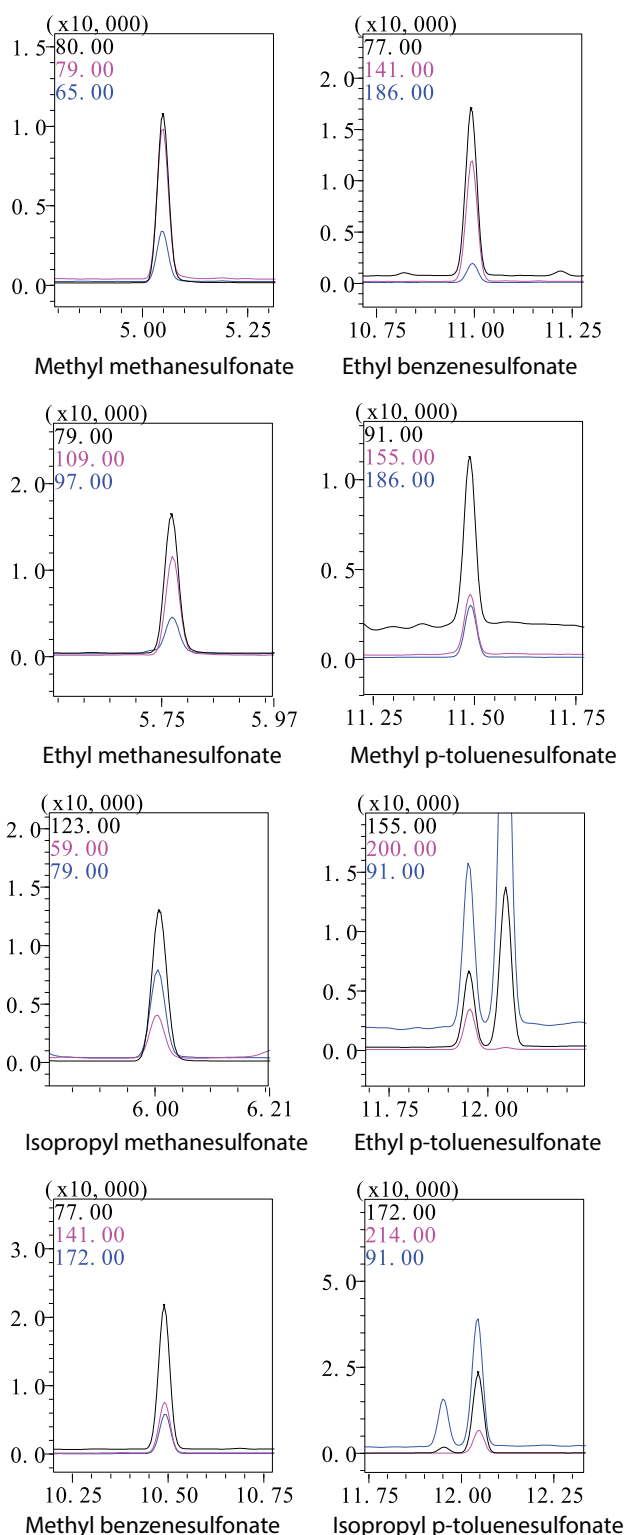 (x10,000)
80.00
79.00
65.00
1.5
1.0
0.5
0.0
5.00 5.25
Methyl methanesulfonate
(x10,000)
77.00
141.00
186.00
2.0
1.0
0.0
10.75 11.00 11.25
Ethyl benzenesulfonate
(x10,000)
79.00
109.00
97.00
2.0
1.0
0.0
5.75 5.97
Ethyl methanesulfonate
(x10,000)
91.00
155.00
186.00
1.0
0.5
0.0
11.25 11.50 11.75
Methyl p-toluenesulfonate
(x10,000)
123.00
59.00
79.00
2.0
1.5
1.0
0.5
0.0
6.00 6.21
Isopropyl methanesulfonate
(x10,000)
155.00
200.00
91.00
1.5
1.0
0.5
0.0
11.75 12.00
Ethyl p-toluenesulfonate
(x10,000)
77.00
141.00
172.00
3.0
2.0
1.0
0.0
10.25 10.50 10.75
Methyl benzenesulfonate
(x10,000)
172.00
214.00
91.00
5.0
2.5
0.0
11.75 12.00 12.25
Isopropyl p-toluenesulfonate